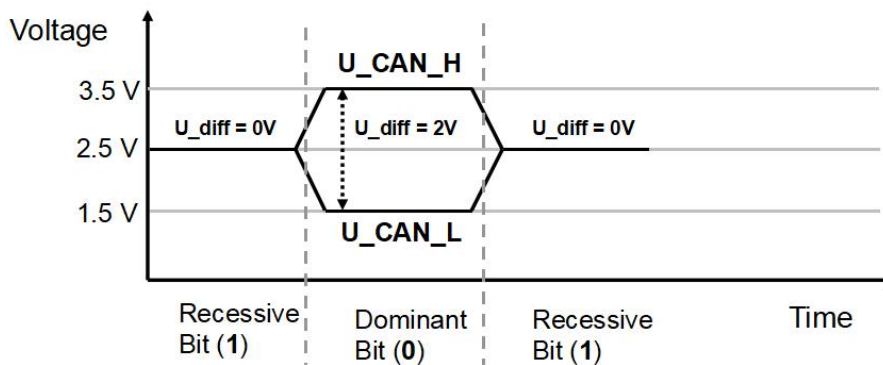 Voltage
U_CAN_H
3.5 V
U_diff = 0V
U_diff = 2V
U_diff = 0V
2.5 V
1.5 V
U_CAN_L
Recessive
Bit (1)
Dominant
Bit (0)
Recessive
Bit (1)
Time